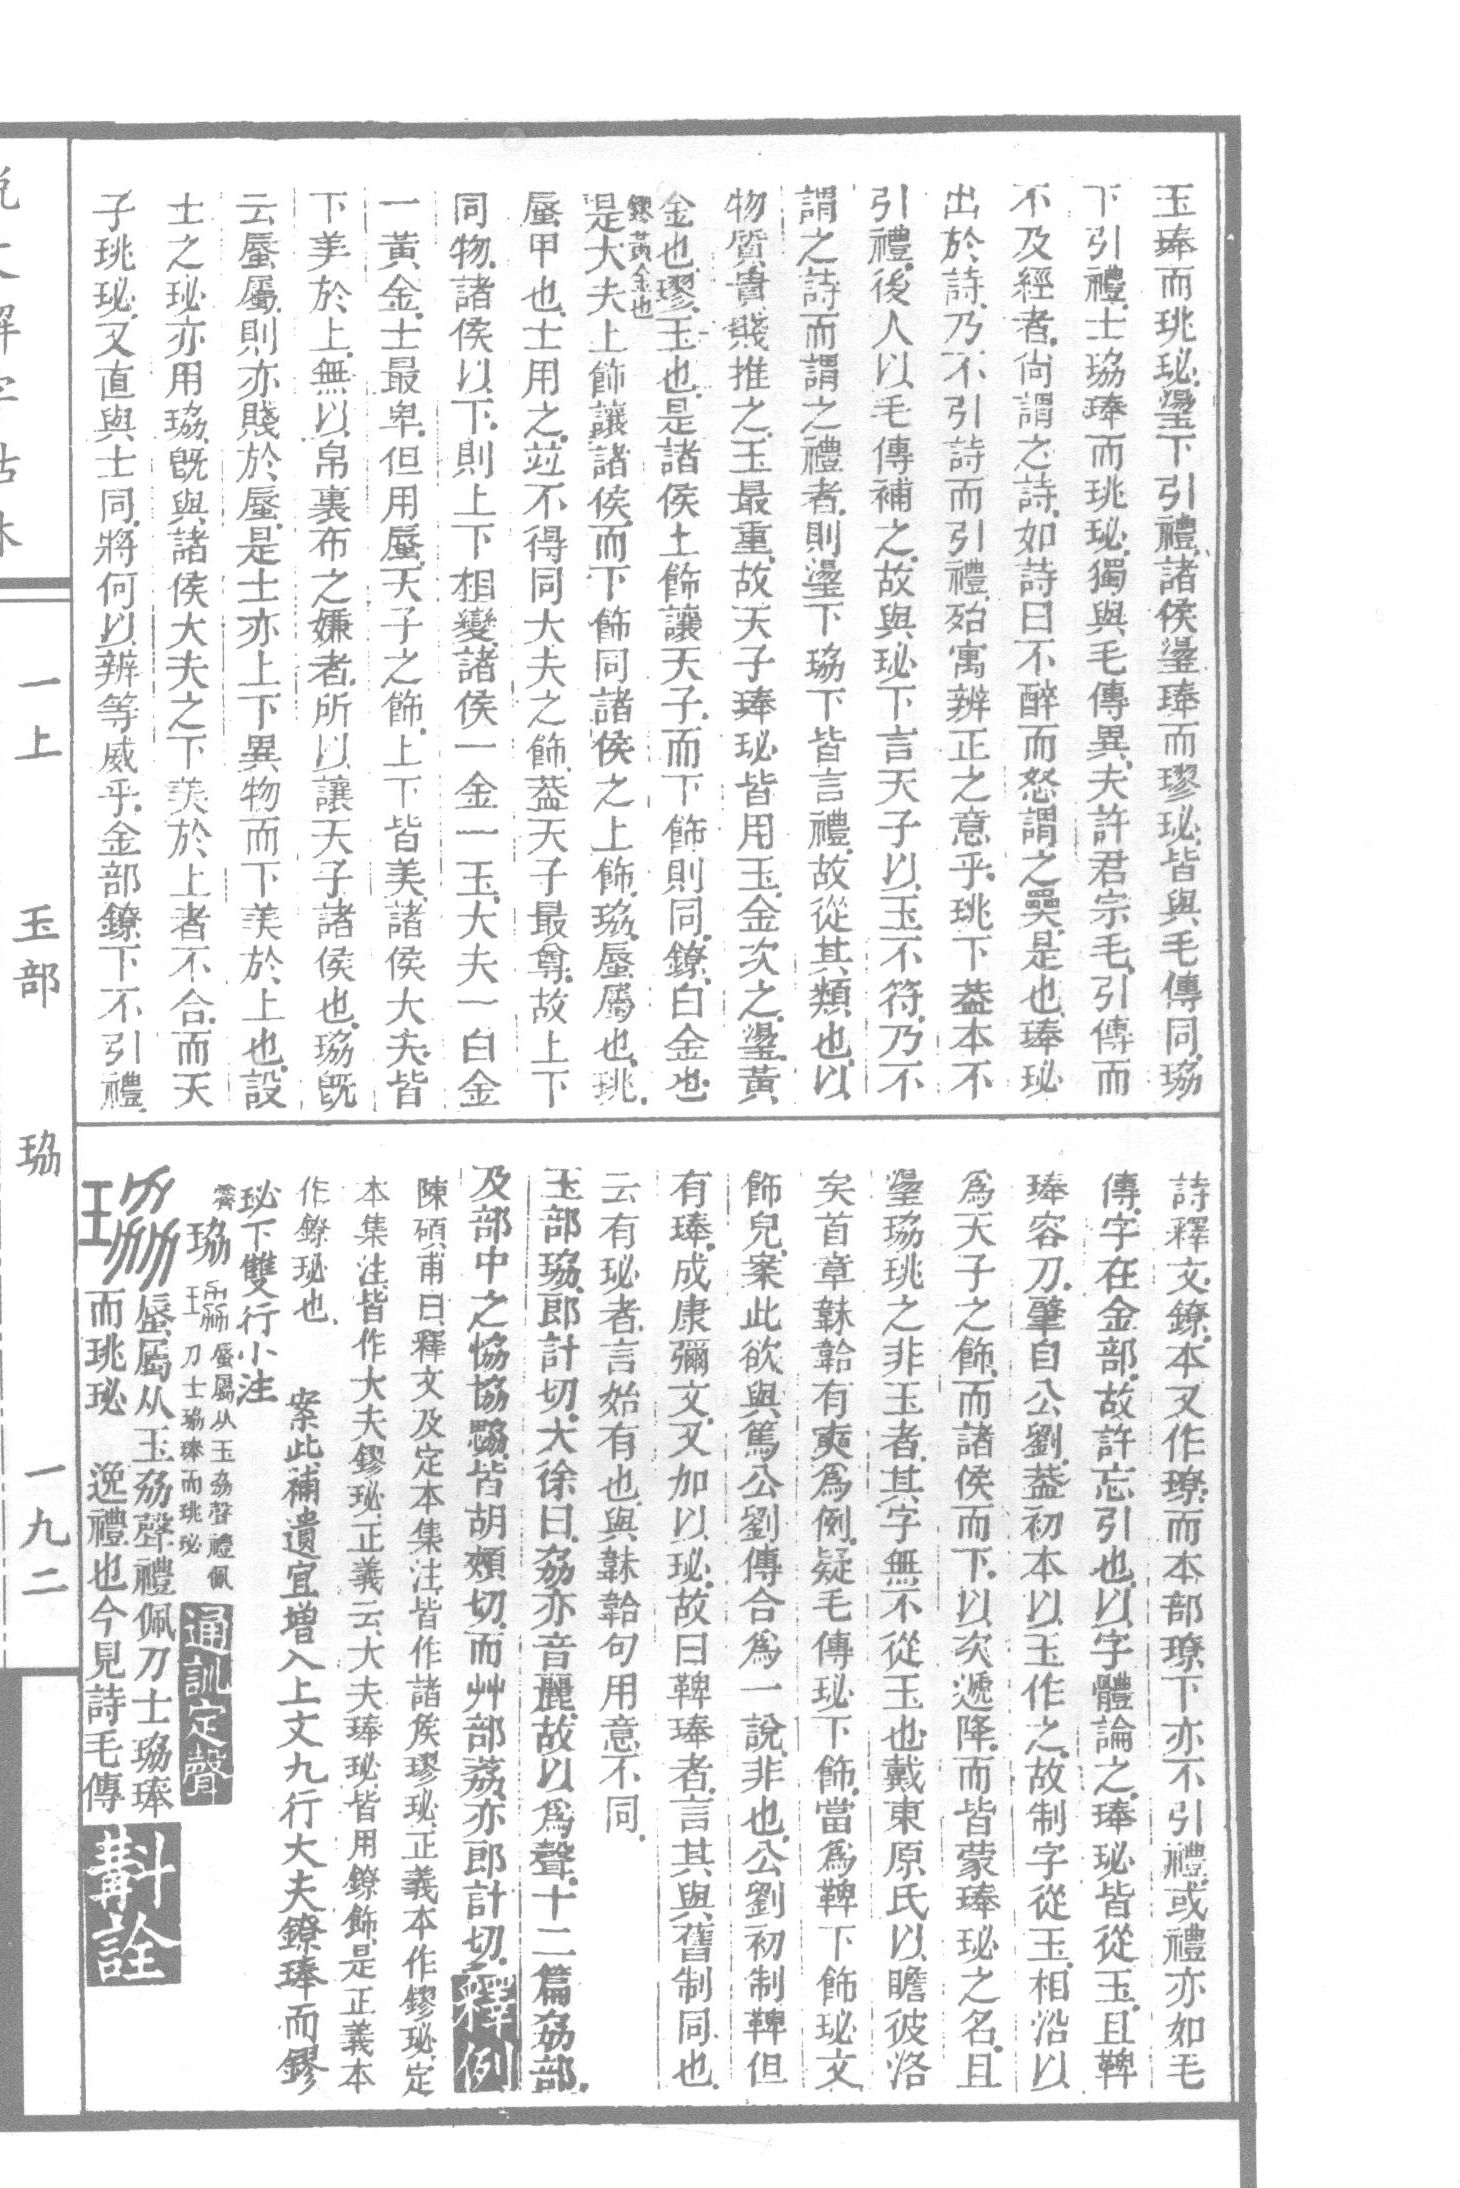 玉琫而珧珌。璗下引禮。諸侯璗琫而璆珌。皆與毛傳同。珕
下引禮。士珕琫而珧珌。獨與毛傳異。夫許君宗毛。引傳而
不及經者。尙謂之詩。如詩曰不醉而怒謂之奰。是也。琫珌
出於詩。乃不引詩而引禮。殆寓辨正之意乎。珧下葢本不
引禮。後人以毛傳補之。故與珌下言天子以玉不符。乃不
謂之詩而謂之禮者。則璗下珕下皆言禮。故從其類也。以
物質貴賤推之。玉最重。故天子琫珌皆用玉。金次之。璗黃
金也。璆玉也。是諸侯土飾讓天子。而下飾則同。鐐白金也
鏐黃金也
是大夫上飾讓諸侯。而下飾同諸侯之上飾。珕蜃屬也。珧
蜃甲也。士用之。竝不得同大夫之飾。葢天子最尊。故上下
同物。諸侯以下。則上下相變。諸侯一金一玉。大夫一白金
一黃金。士最卑。但用蜃。天子之飾。上下皆美。諸侯大夫皆
下美於上。無以帛裏布之嫌者。所以讓天子。諸侯也。珕旣
云蜃屬。則亦賤於蜃。是士亦上下異物而下美於上也。設
士之珌亦用珕。旣與諸侯大夫之下美於上者不合。而天
子珧珌。又直與士同。將何以辨等威乎。金部鐐下不引禮。
詩釋文。鐐。本又作璙。而本部璙下亦不引禮。或禮亦如毛
傳。字在金部。故許忘引也。以字體論之。琫珌皆從玉。且鞞
琫容刀。肇自公劉。葢初本以玉作之。故制字從玉。相沿以
爲天子之飾。而諸侯而下。以次遞降。而皆蒙琫珌之名。且
璗珕珧之非玉者。其字無不從玉也。戴東原氏以瞻彼洛
矣首章韎韐有奭爲例。疑毛傳珌下飾。當爲鞞下飾珌文
飾皃。案此欲與篤公劉傳合爲一說。非也。公劉初制鞞但
有琫。成康彌文。又加以珌。故曰鞞琫者。言其與舊制同也。
云有珌者。言始有也。與韎韐句用意不同。
玉部珕。郎計切。大徐曰。劦亦音麗。故以爲聲。十二篇劦部。
及部中之恊協勰。皆胡頰切。而艸部荔。亦郎計切。釋例
陳碩甫曰。釋文及定本集注。皆作諸侯璆珌。正義本作鏐珌。定
本集注。皆作大夫鏐珌。正義云。大夫琫珌。皆用鐐飾。是正義本
作鐐珌也　案此補遺宜增入上文九行大夫鐐琫而鏐
珌下雙行小注
珕 蜃屬从玉劦聲禮佩
刀士珕琫而珧珌 通訓定聲
珕 蜃屬从玉劦聲禮佩刀士珕琫
而珧珌　逸禮也今見詩毛傳 斠詮
一上　玉部　珕　一九二